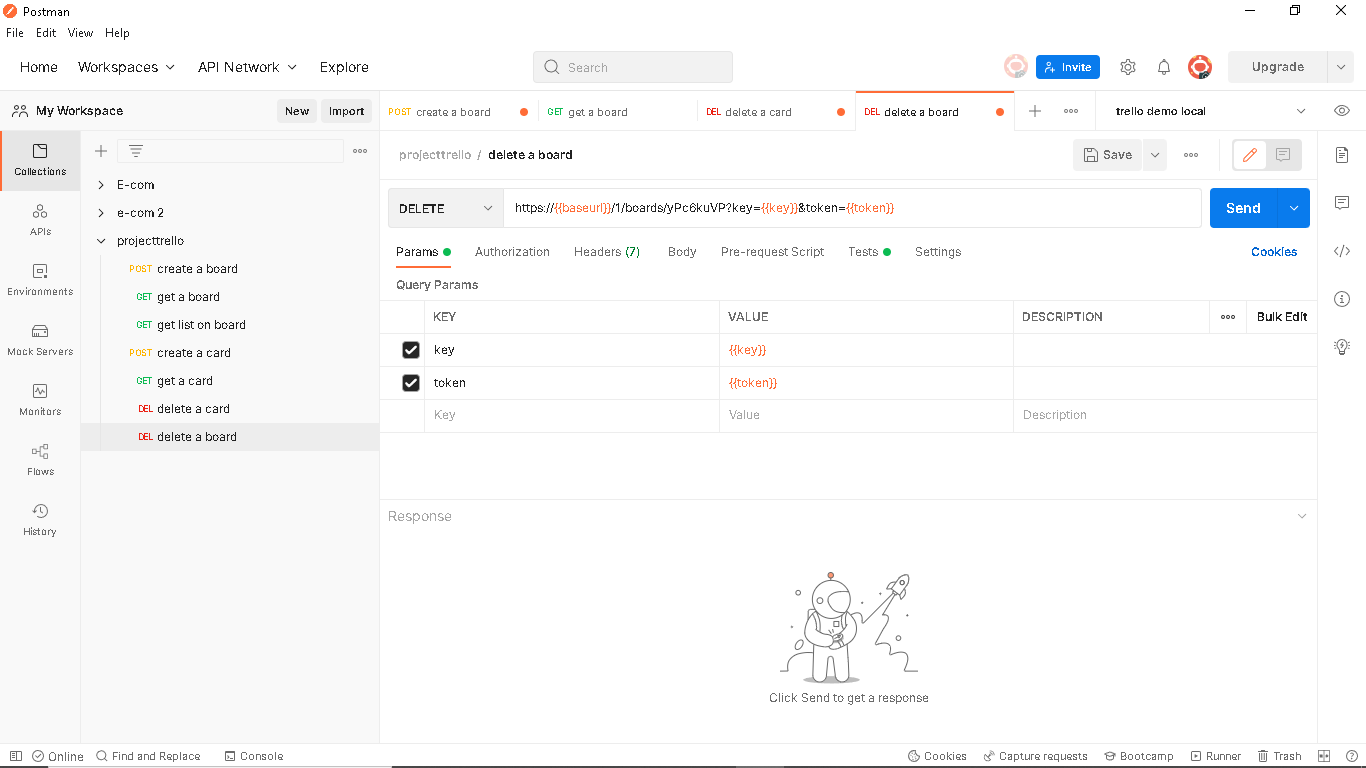 Postman
File Edit View Help
Home Workspaces API Network Explore Search Invite Upgrade
My Workspace New Import
POST create a board GET get a board DEL delete a card DEL delete a board trello demo local
Collections
APIs
Environments
Mock Servers
Monitors
Flows
History
E-com
e-com 2
projecttrello
POST create a board
GET get a board
GET get list on board
POST create a card
GET get a card
DEL delete a card
DEL delete a board
projecttrello / delete a board Save
DELETE https://{{baseurl}}/1/boards/yPc6kuVP?key={{key}}&token={{token}} Send
Params Authorization Headers (7) Body Pre-request Script Tests Settings Cookies
Query Params
KEY VALUE DESCRIPTION Bulk Edit
key {{key}}
token {{token}}
Key Value Description
Response
Click Send to get a response
Online Find and Replace Console Cookies Capture requests Bootcamp Runner Trash